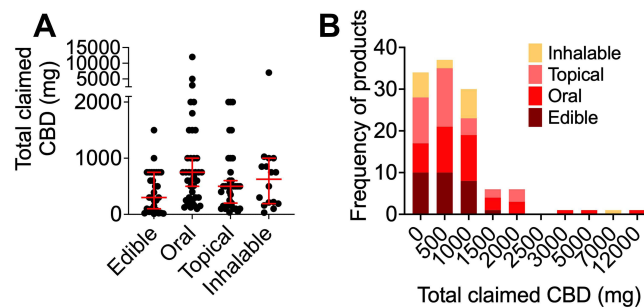 A
Total claimed
CBD (mg)
15000
10000
5000
2000
1000
0
Edible
Oral
Topical
Inhalable
B
Frequency of products
40
30
20
10
0
Inhalable
Topical
Oral
Edible
0
500
1000
1500
2000
2500
3000
5000
7000
12000
Total claimed CBD (mg)